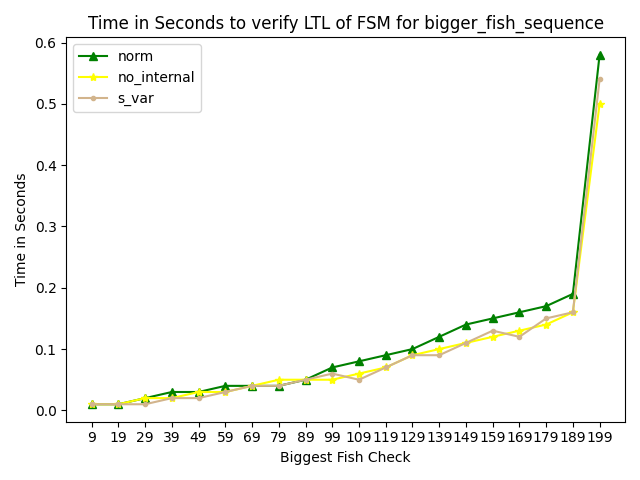 Time in Seconds to verify LTL of FSM for bigger_fish_sequence
norm
no_internal
s_var
0.6
0.5
0.4
0.3
0.2
0.1
0.0
Time in Seconds
9 19 29 39 49 59 69 79 89 99 109 119 129 139 149 159 169 179 189 199
Biggest Fish Check